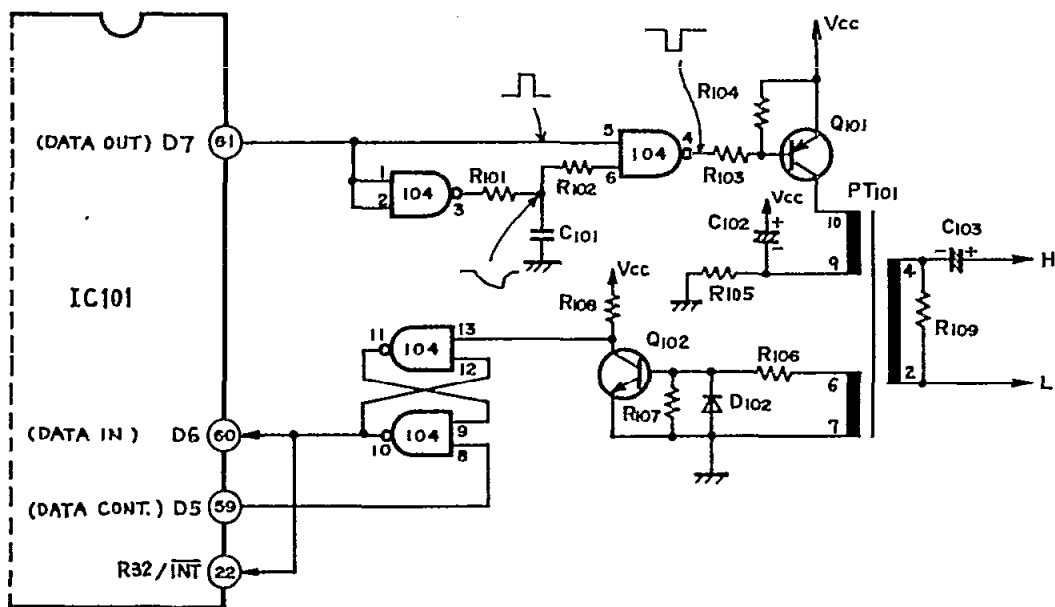 Vcc
R104
Q101
(DATA OUT) D7 61
5
4
104
6
R103
1
2
104
3
R101
R102
C101
PT101
10
Vcc
C102
+
-
9
R105
C103
- +
H
4
R109
2
L
IC101
Vcc
R108
11
104
13
12
Q102
R106
6
R107
D102
7
(DATA IN) D6 60
10
104
9
8
(DATA CONT.) D5 59
R32/INT 22